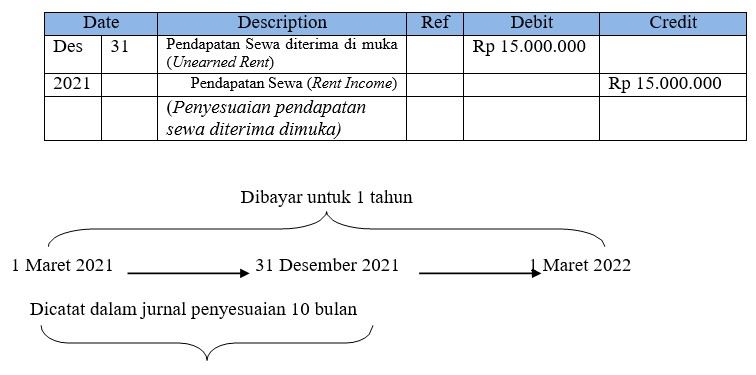 Date Description Ref Debit Credit
Des 31 Pendapatan Sewa diterima di muka Rp 15.000.000
(Unearned Rent)
2021 Pendapatan Sewa (Rent Income) Rp 15.000.000
(Penyesuaian pendapatan
sewa diterima dimuka)
Dibayar untuk 1 tahun
1 Maret 2021 31 Desember 2021 1 Maret 2022
Dicatat dalam jurnal penyesuaian 10 bulan